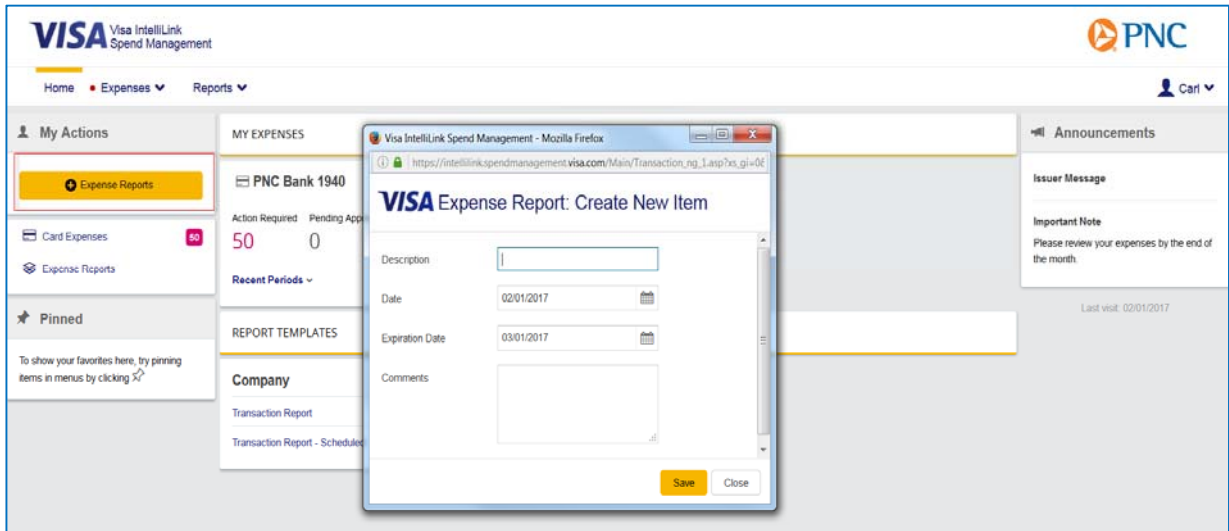 VISA Visa IntelliLink
Spend Management
PNC
Home • Expenses Reports
Carl
My Actions
Expense Reports
Card Expenses 50
Expense Reports
Pinned
To show your favorites here, try pinning
items in menus by clicking
MY EXPENSES
PNC Bank 1940
Action Required Pending App
50 0
Recent Periods
REPORT TEMPLATES
Company
Transaction Report
Transaction Report - Scheduled
Visa IntelliLink Spend Management - Mozilla Firefox
https://intellilink.spendmanagement.visa.com/Main/Transaction_ng_1.asp?xs_gi=0
VISA Expense Report: Create New Item
Description
Date 02/01/2017
Expiration Date 03/01/2017
Comments
Save Close
Announcements
Issuer Message
Important Note
Please review your expenses by the end of
the month.
Last visit: 02/01/2017